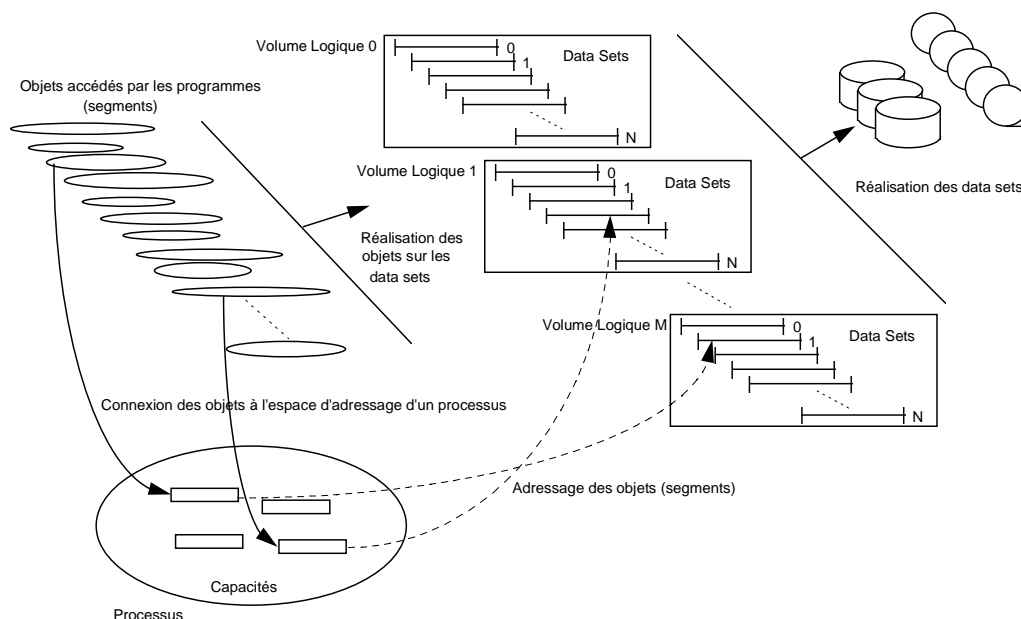 Volume Logique 0
0
1
Data Sets
N
Objets accédés par les programmes
(segments)
Volume Logique 1
0
1
Data Sets
N
Réalisation des data sets
Réalisation des
objets sur les
data sets
Volume Logique M
0
1
Data Sets
N
Connexion des objets à l'espace d'adressage d'un processus
Adressage des objets (segments)
Capacités
Processus